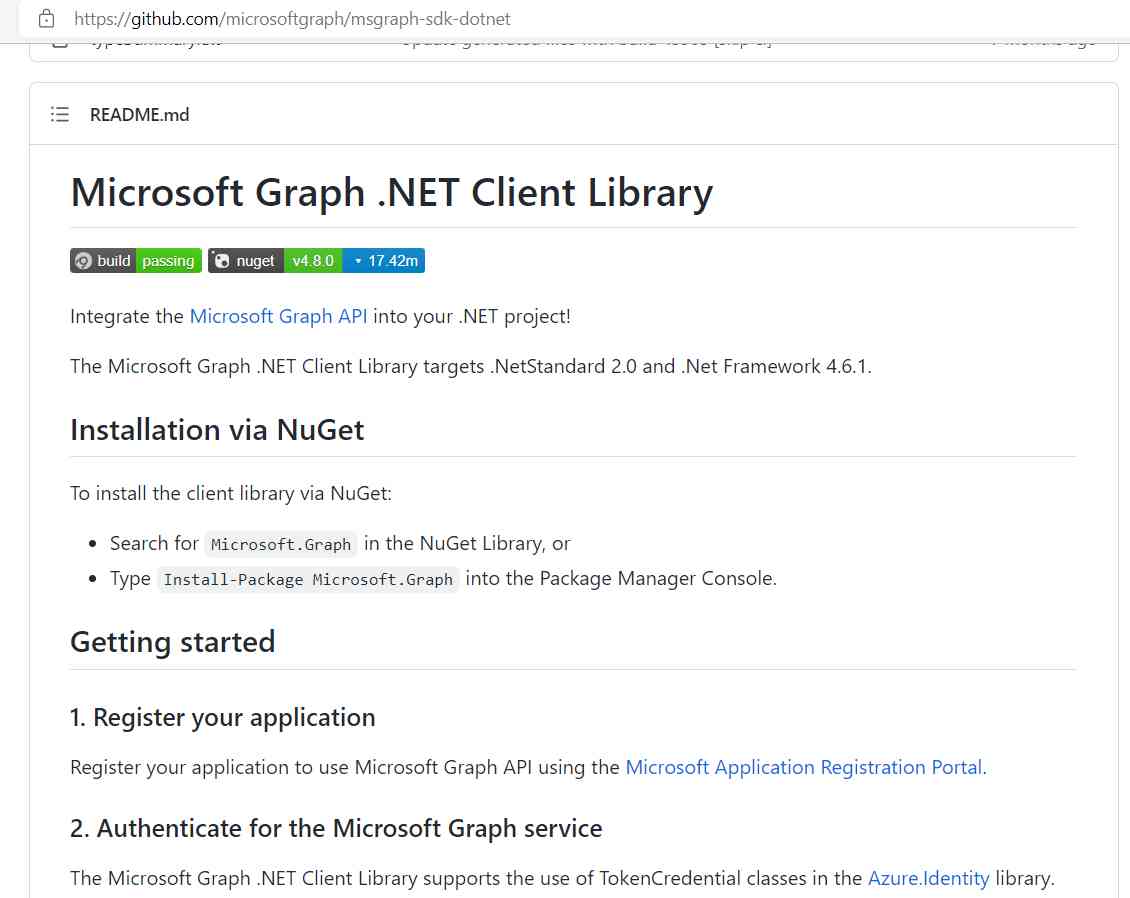 https://github.com/microsoftgraph/msgraph-sdk-dotnet
README.md
Microsoft Graph .NET Client Library
build passing nuget v4.8.0 17.42m
Integrate the Microsoft Graph API into your .NET project!
The Microsoft Graph .NET Client Library targets .NetStandard 2.0 and .Net Framework 4.6.1.
Installation via NuGet
To install the client library via NuGet:
• Search for Microsoft.Graph in the NuGet Library, or
• Type Install-Package Microsoft.Graph into the Package Manager Console.
Getting started
1. Register your application
Register your application to use Microsoft Graph API using the Microsoft Application Registration Portal.
2. Authenticate for the Microsoft Graph service
The Microsoft Graph .NET Client Library supports the use of TokenCredential classes in the Azure.Identity library.